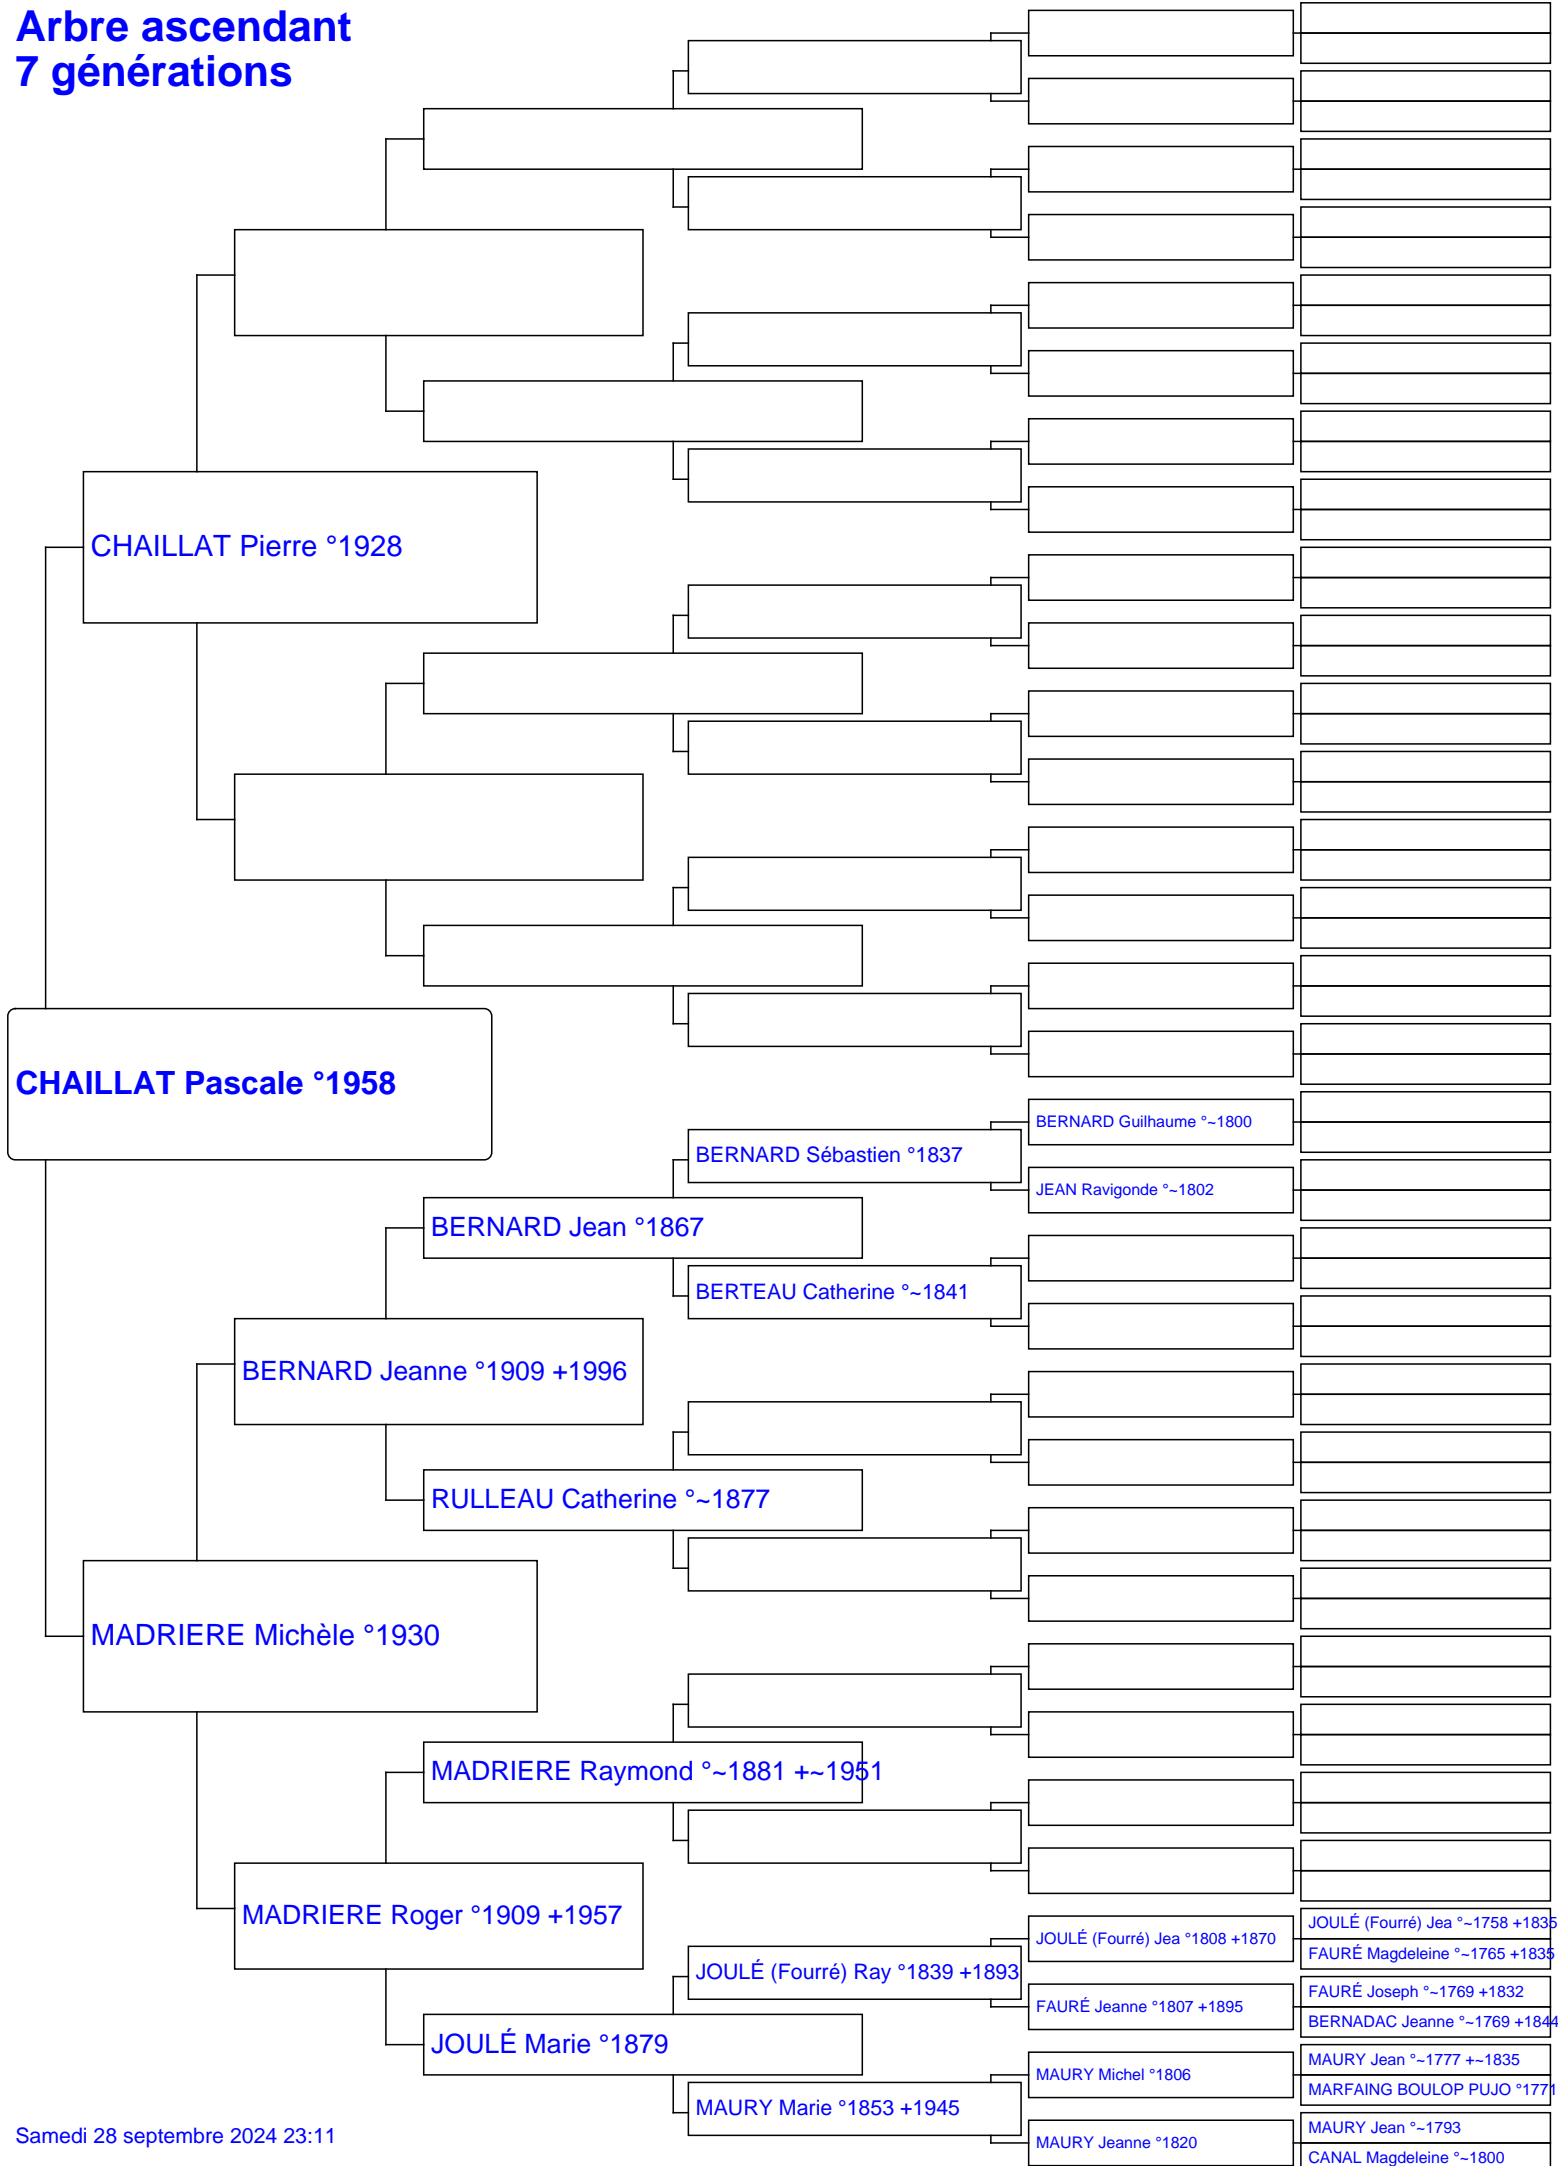 Arbre ascendant
7 générations
CHAILLAT Pierre °1928
CHAILLAT Pascale °1958
BERNARD Guilhaume °~1800
BERNARD Sébastien °1837
JEAN Ravigonde °~1802
BERNARD Jean °1867
BERTEAU Catherine °~1841
BERNARD Jeanne °1909 +1996
RULLEAU Catherine °~1877
MADRIERE Michèle °1930
MADRIERE Raymond °~1881 +~1951
MADRIERE Roger °1909 +1957
JOULÉ (Fourré) Jea °~1758 +1835
JOULÉ (Fourré) Jea °1808 +1870
FAURÉ Magdeleine °~1765 +1835
JOULÉ (Fourré) Ray °1839 +1893
FAURÉ Joseph °~1769 +1832
FAURÉ Jeanne °1807 +1895
BERNADAC Jeanne °~1769 +1844
JOULÉ Marie °1879
MAURY Jean °~1777 +~1835
MAURY Michel °1806
MARFAING BOULOP PUJO °1771
MAURY Marie °1853 +1945
MAURY Jean °~1793
MAURY Jeanne °1820
CANAL Magdeleine °~1800
Samedi 28 septembre 2024 23:11